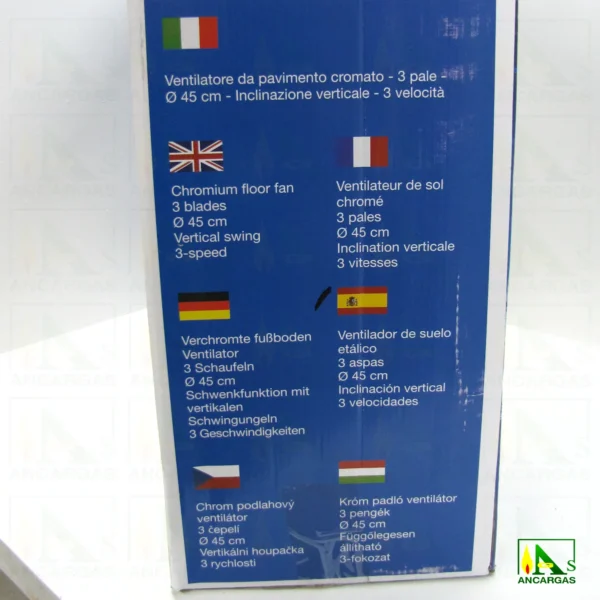 Ventilatore da pavimento cromato - 3 pale -
Ø 45 cm - Inclinazione verticale - 3 velocità
Chromium floor fan
3 blades
Ø 45 cm
Vertical swing
3-speed
Ventilateur de sol
chromé
3 pales
Ø 45 cm
Inclination verticale
3 vitesses
Verchromte fußboden
Ventilator
3 Schaufeln
Ø 45 cm
Schwenkfunktion mit
vertikalen
Schwingungeln
3 Geschwindigkeiten
Ventilador de suelo
etálico
3 aspas
Ø 45 cm
Inclinación vertical
3 velocidades
Chrom podlahový
ventilátor
3 čepelí
Ø 45 cm
Vertikální houpačka
3 rychlosti
Króm padló ventilátor
3 pengék
Ø 45 cm
Függőlegesen
állítható
3-fokozat
AS
ANCARGAS